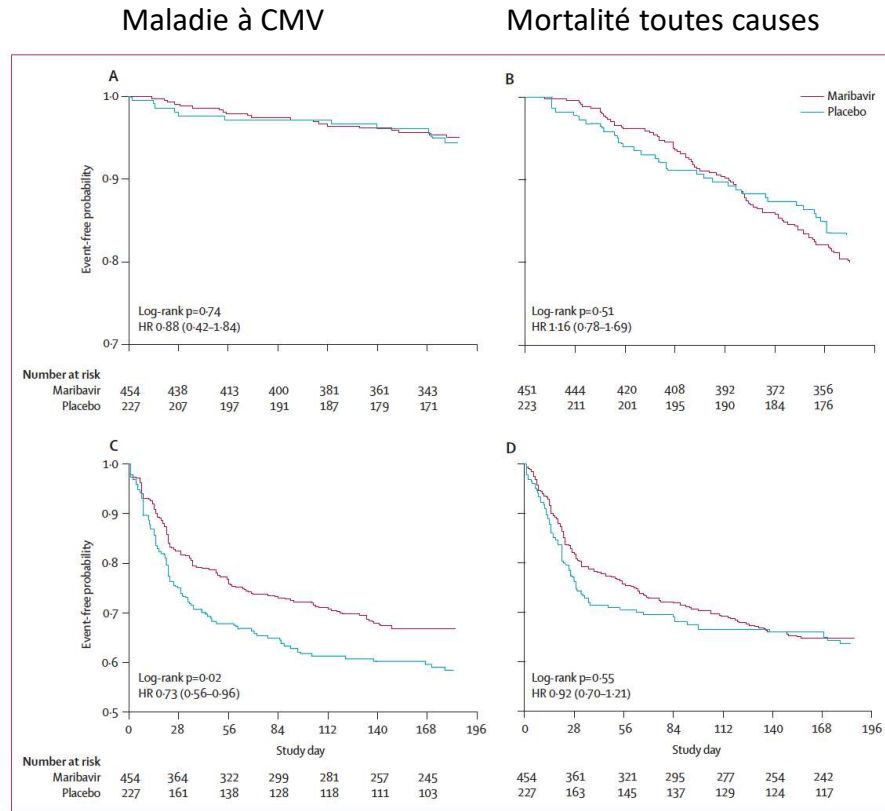 Maladie à CMV
Mortalité toutes causes
A
B
1·0
0·9
0·8
0·7
Event-free probability
Maribavir
Placebo
Log-rank p=0·74
HR 0·88 (0·42–1·84)
Log-rank p=0·51
HR 1·16 (0·78–1·69)
Number at risk
Maribavir 454 438 413 400 381 361 343
Placebo 227 207 197 191 187 179 171
451 444 420 408 392 372 356
223 211 201 195 190 184 176
C
D
1·0
0·9
0·8
0·7
0·6
0·5
Event-free probability
Log-rank p=0·02
HR 0·73 (0·56–0·96)
Log-rank p=0·55
HR 0·92 (0·70–1·21)
0 28 56 84 112 140 168 196
0 28 56 84 112 140 168 196
Study day
Study day
Number at risk
Maribavir 454 364 322 299 281 257 245
Placebo 227 161 138 128 118 111 103
454 361 321 295 277 254 242
227 163 145 137 129 124 117